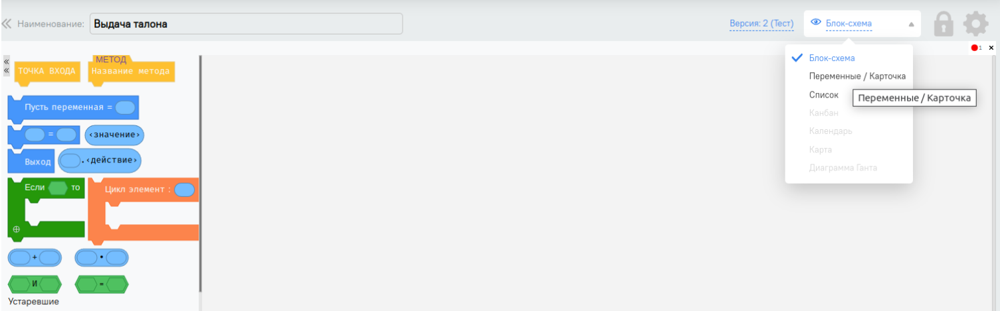 Наименование: Выдача талона Версия: 2 (Тест) Блок-схема
1 x
ТОЧКА ВХОДА МЕТОД Название метода
Пусть переменная =
= ‹значение›
Выход .‹действие›
Если то Цикл элемент :
+ •
И =
Устаревшие
Блок-схема
Переменные / Карточка
Список
Переменные / Карточка
Канбан
Календарь
Карта
Диаграмма Ганта